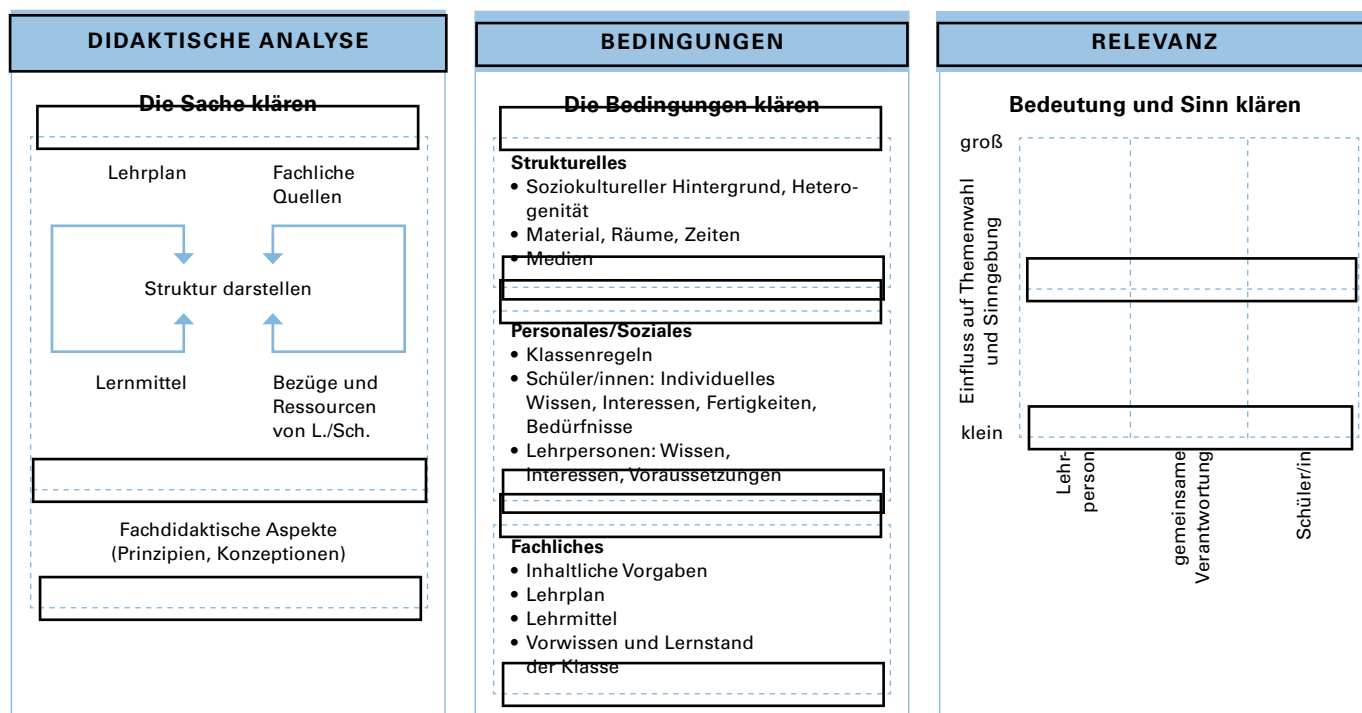 DIDAKTISCHE ANALYSE
Die Sache klären
Lehrplan
Fachliche
Quellen
Struktur darstellen
Lernmittel
Bezüge und
Ressourcen
von L./Sch.
Fachdidaktische Aspekte
(Prinzipien, Konzeptionen)
BEDINGUNGEN
Die Bedingungen klären
Strukturelles
• Soziokultureller Hintergrund, Hetero-
genität
• Material, Räume, Zeiten
• Medien
Personales/Soziales
• Klassenregeln
• Schüler/innen: Individuelles
Wissen, Interessen, Fertigkeiten,
Bedürfnisse
• Lehrpersonen: Wissen,
Interessen, Voraussetzungen
Fachliches
• Inhaltliche Vorgaben
• Lehrplan
• Lehrmittel
• Vorwissen und Lernstand
der Klasse
RELEVANZ
Bedeutung und Sinn klären
groß
Einfluss auf Themenwahl
und Sinngebung
klein
Lehr-
person
gemeinsame
Verantwortung
Schüler/in